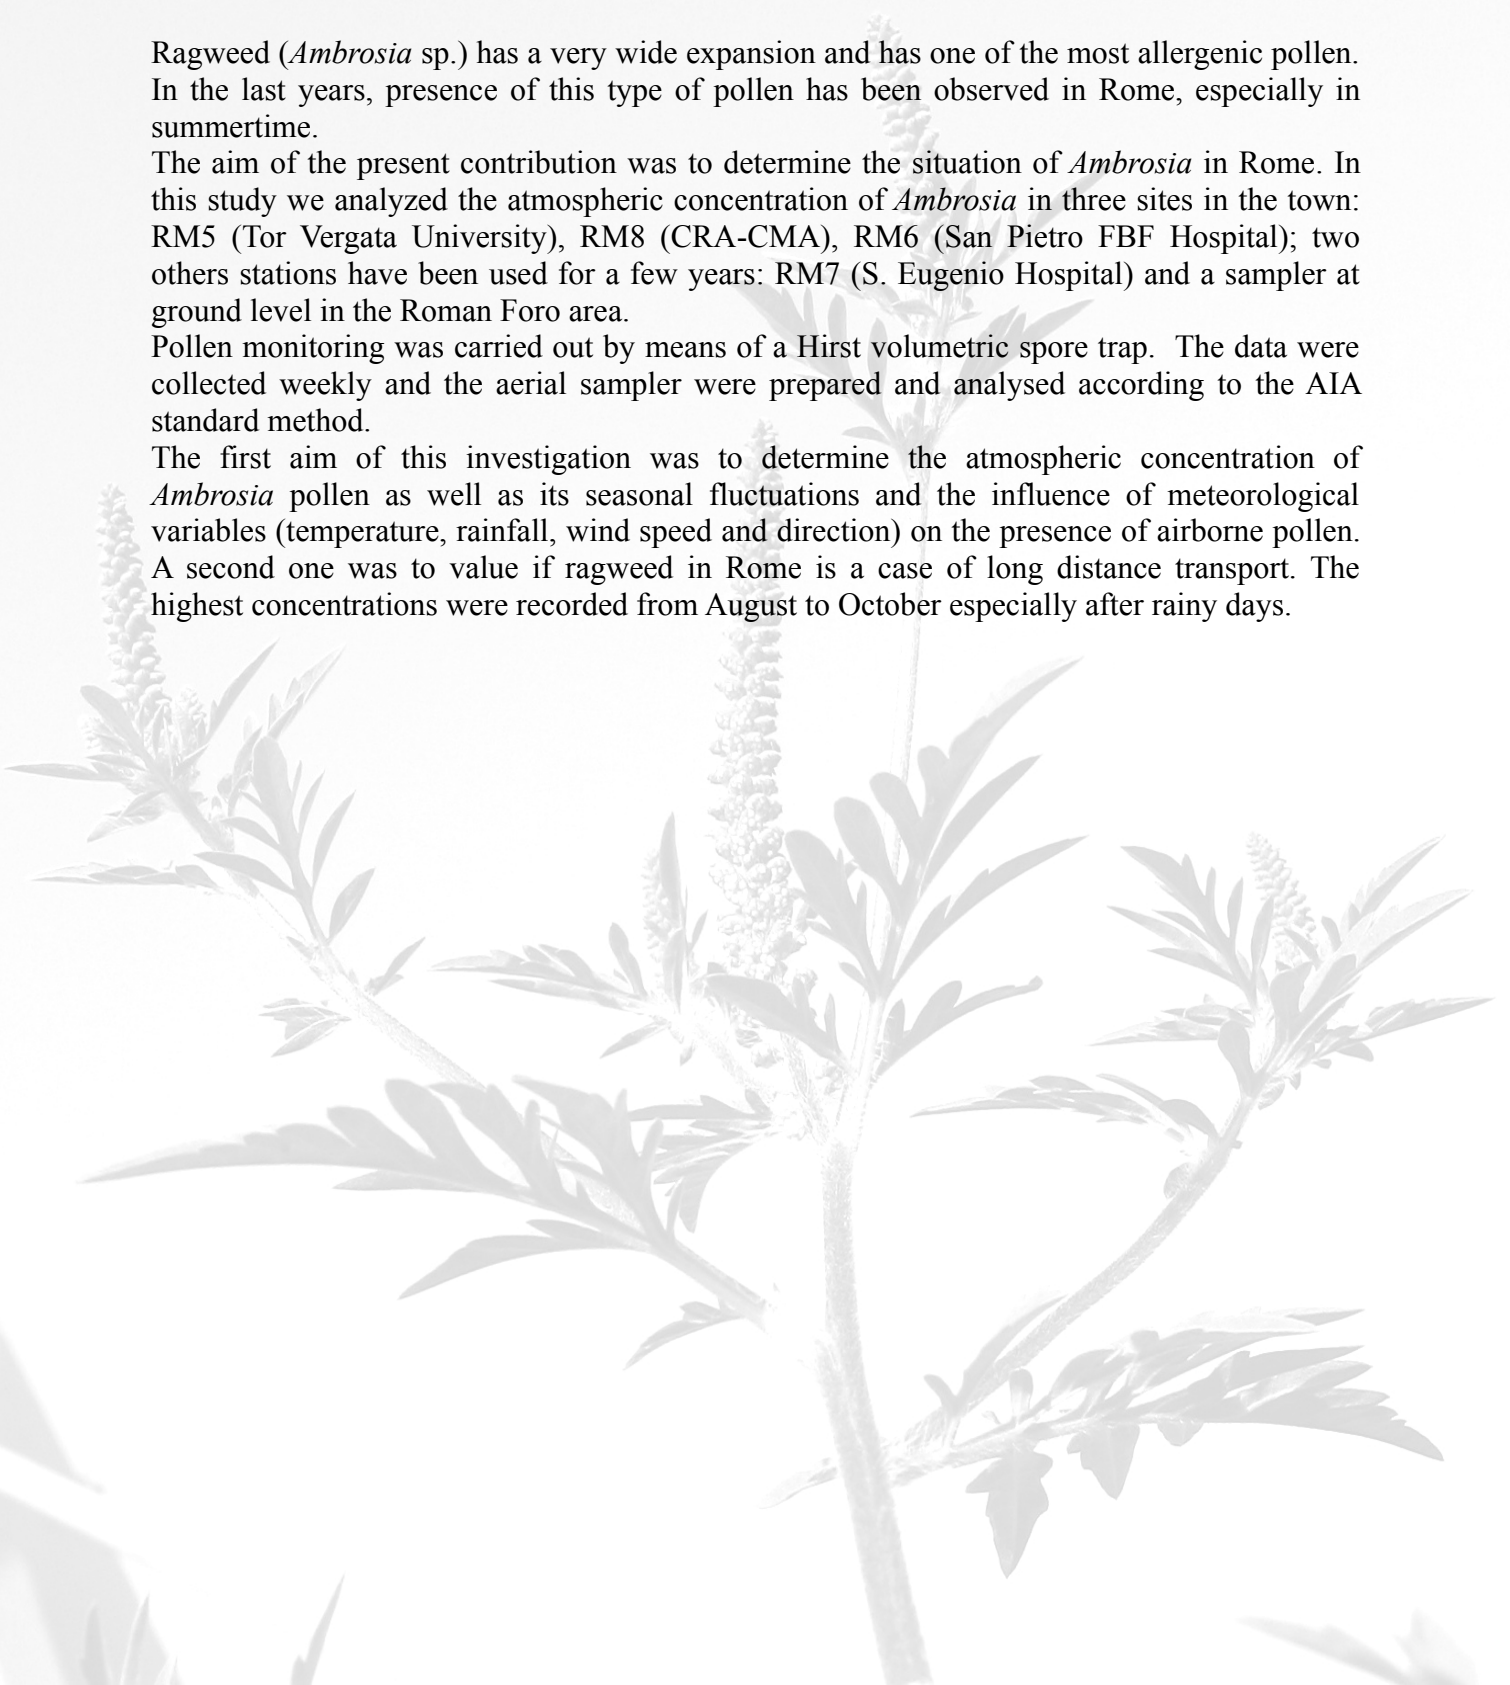 Ragweed (Ambrosia sp.) has a very wide expansion and has one of the most allergenic pollen.
In the last years, presence of this type of pollen has been observed in Rome, especially in
summertime.
The aim of the present contribution was to determine the situation of Ambrosia in Rome. In
this study we analyzed the atmospheric concentration of Ambrosia in three sites in the town:
RM5 (Tor Vergata University), RM8 (CRA-CMA), RM6 (San Pietro FBF Hospital); two
others stations have been used for a few years: RM7 (S. Eugenio Hospital) and a sampler at
ground level in the Roman Foro area.
Pollen monitoring was carried out by means of a Hirst volumetric spore trap. The data were
collected weekly and the aerial sampler were prepared and analysed according to the AIA
standard method.
The first aim of this investigation was to determine the atmospheric concentration of
Ambrosia pollen as well as its seasonal fluctuations and the influence of meteorological
variables (temperature, rainfall, wind speed and direction) on the presence of airborne pollen.
A second one was to value if ragweed in Rome is a case of long distance transport. The
highest concentrations were recorded from August to October especially after rainy days.